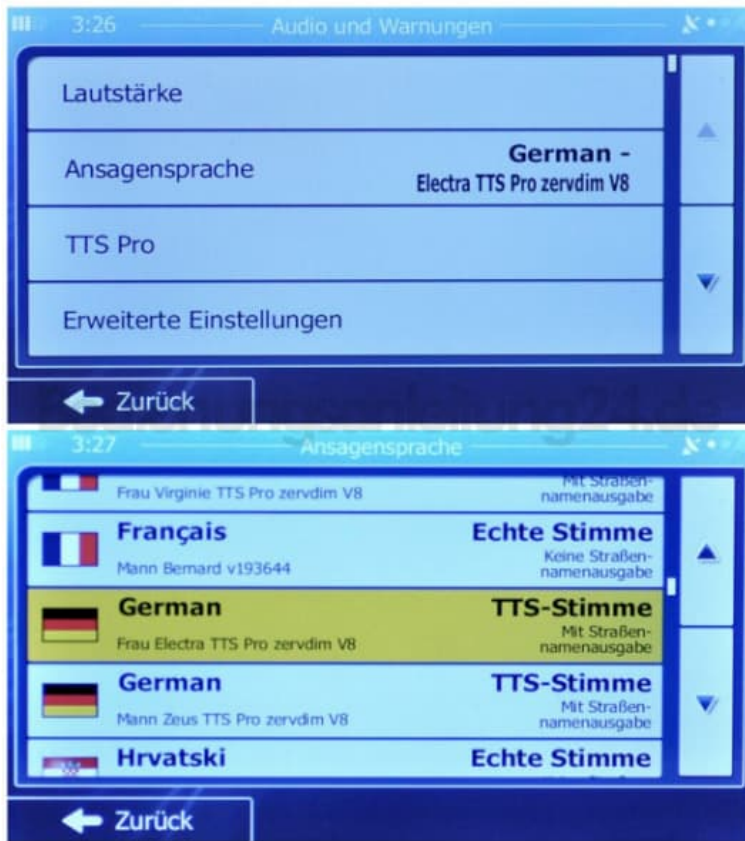 3:26 Audio und Warnungen
Lautstärke
Ansagensprache
German -
Electra TTS Pro zervdim V8
TTS Pro
Erweiterte Einstellungen
Zurück
3:27 Ansagensprache
Frau Virginie TTS Pro zervdim V8
Mit Straßen-
namenausgabe
Français
Echte Stimme
Mann Bernard v193644
Keine Straßen-
namenausgabe
German
TTS-Stimme
Frau Electra TTS Pro zervdim V8
Mit Straßen-
namenausgabe
German
TTS-Stimme
Mann Zeus TTS Pro zervdim V8
Mit Straßen-
namenausgabe
Hrvatski
Echte Stimme
Zurück